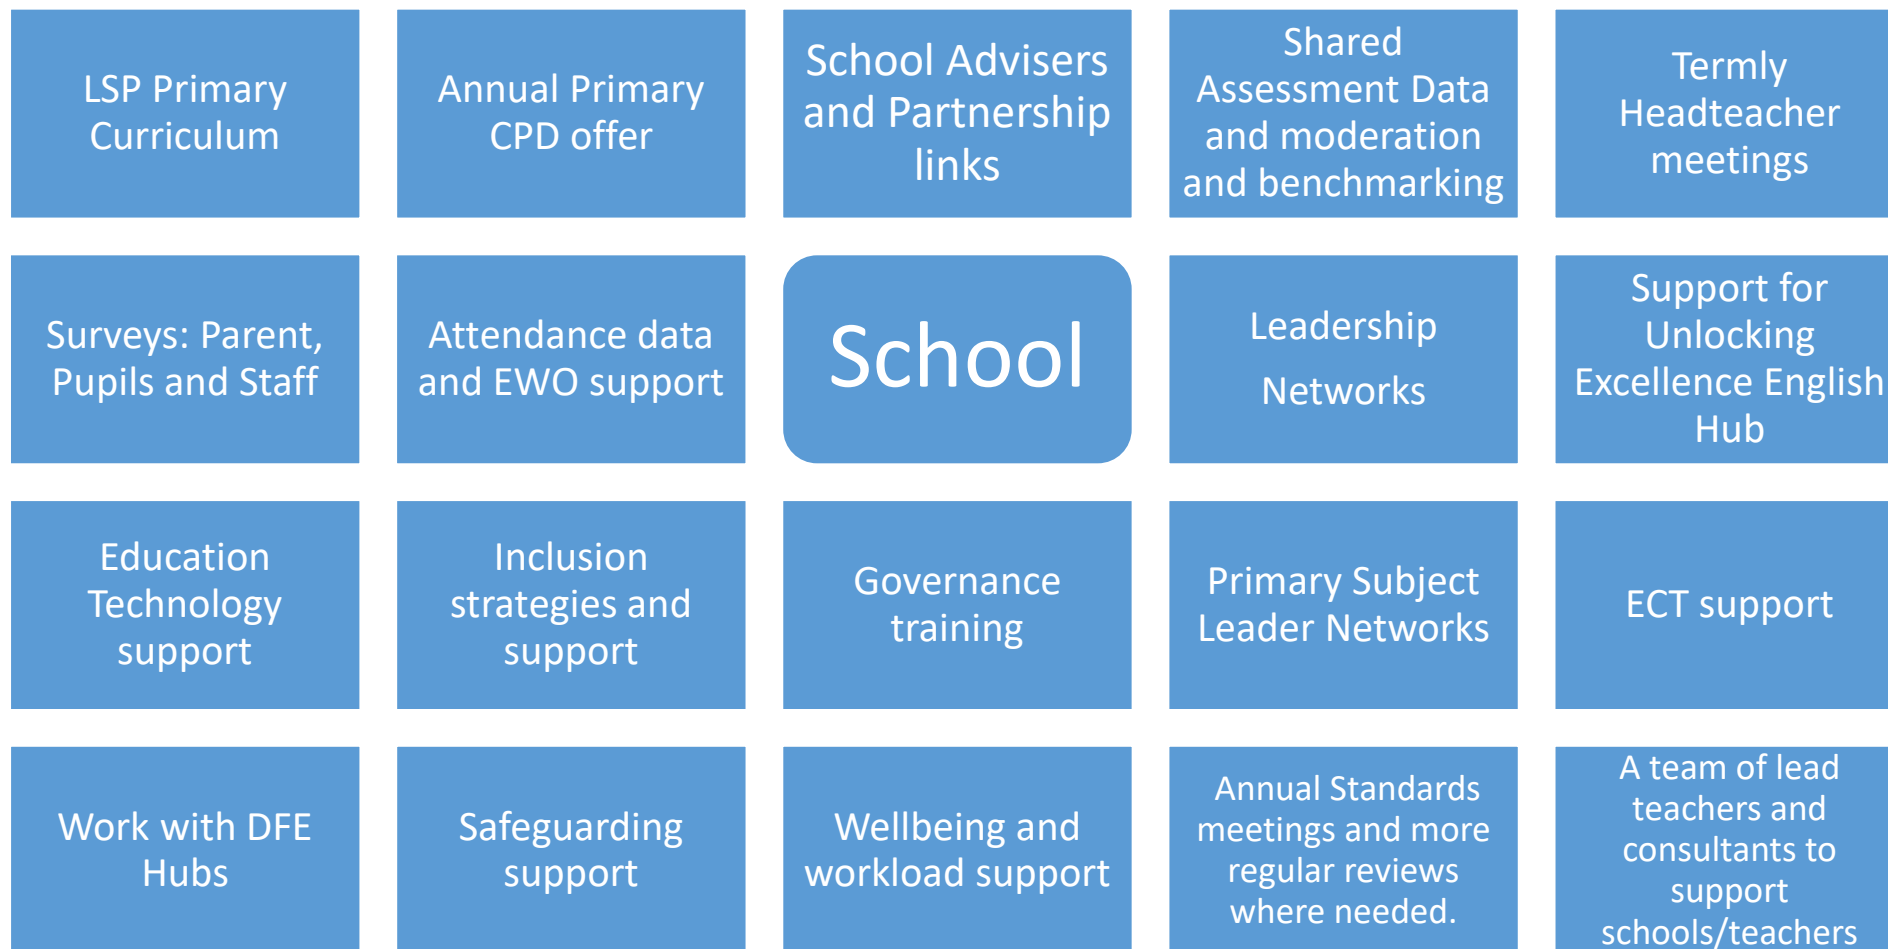 LSP Primary
Curriculum
Annual Primary
CPD offer
School Advisers
and Partnership
links
Shared
Assessment Data
and moderation
and benchmarking
Termly
Headteacher
meetings
Surveys: Parent,
Pupils and Staff
Attendance data
and EWO support
School
Leadership
Networks
Support for
Unlocking
Excellence English
Hub
Education
Technology
support
Inclusion
strategies and
support
Governance
training
Primary Subject
Leader Networks
ECT support
Work with DFE
Hubs
Safeguarding
support
Wellbeing and
workload support
Annual Standards
meetings and more
regular reviews
where needed.
A team of lead
teachers and
consultants to
support
schools/teachers